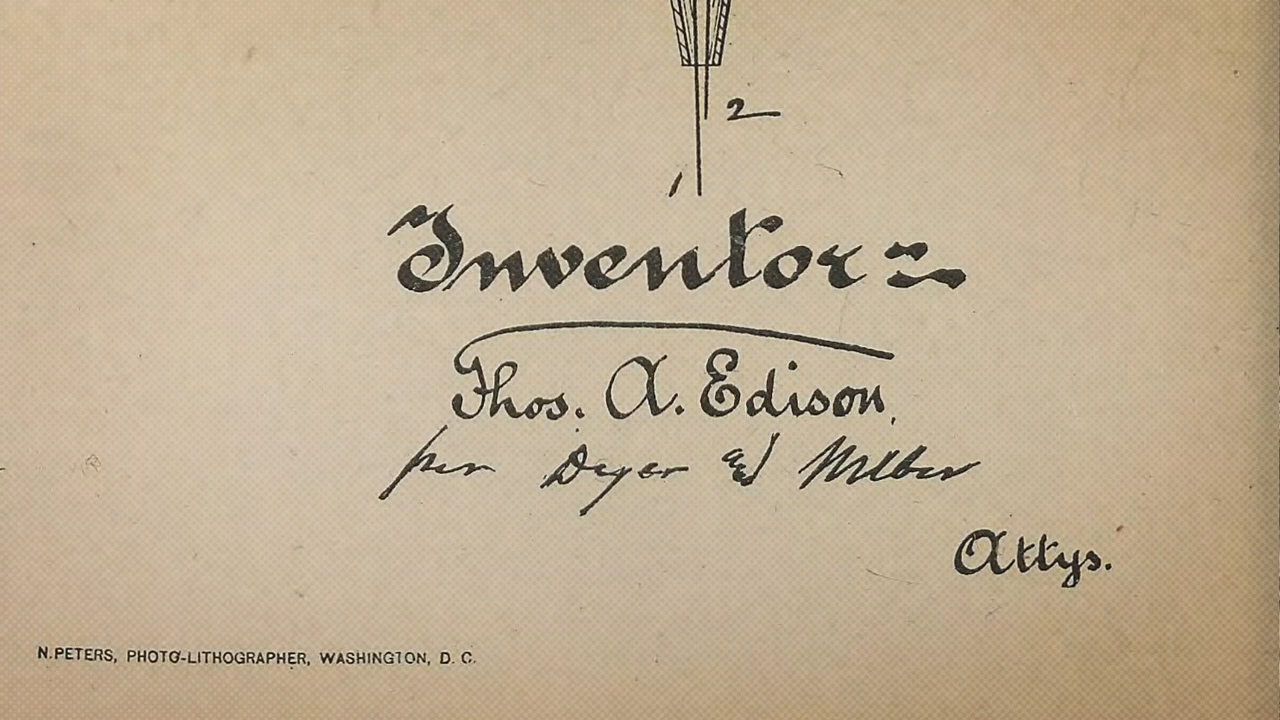 2
1
Inventor
Thos. A. Edison,
per Dyer & Wilber
Attys.
N.PETERS, PHOTO-LITHOGRAPHER, WASHINGTON, D. C.